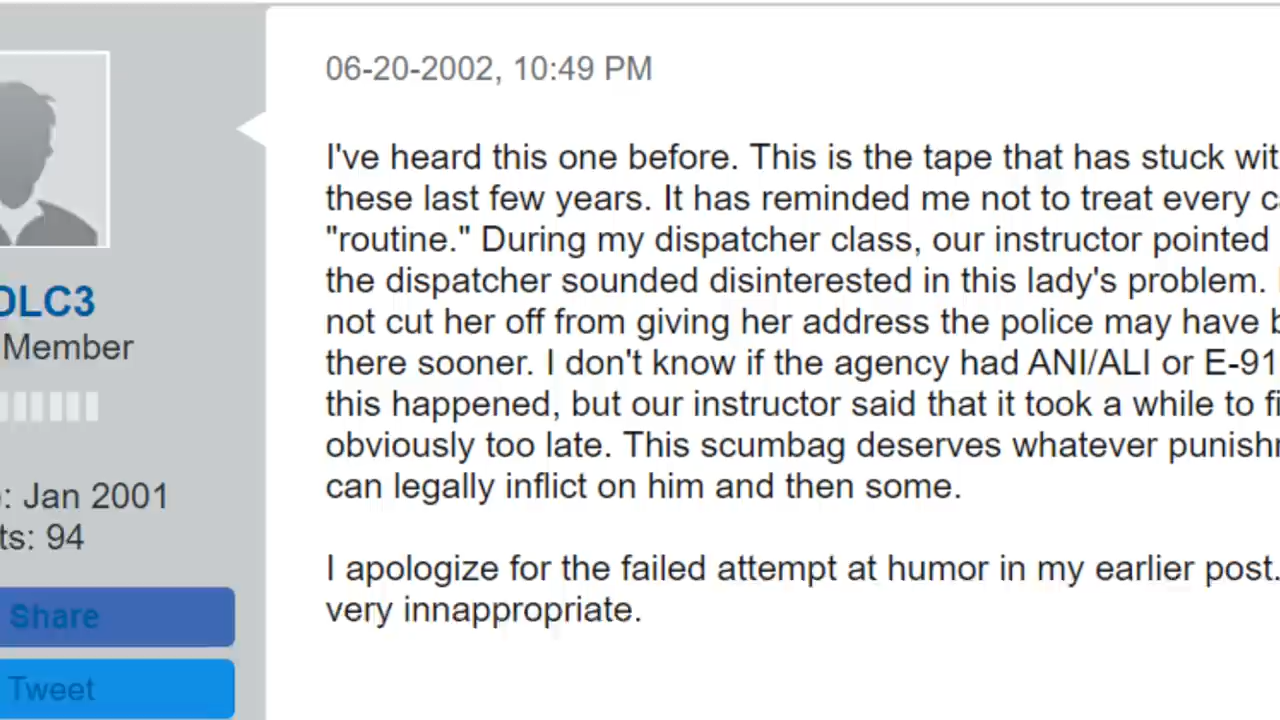 06-20-2002, 10:49 PM
I've heard this one before. This is the tape that has stuck wit
these last few years. It has reminded me not to treat every c
"routine." During my dispatcher class, our instructor pointed
the dispatcher sounded disinterested in this lady's problem.
not cut her off from giving her address the police may have b
there sooner. I don't know if the agency had ANI/ALI or E-91
this happened, but our instructor said that it took a while to fi
obviously too late. This scumbag deserves whatever punishm
can legally inflict on him and then some.
I apologize for the failed attempt at humor in my earlier post.
very innappropriate.
OLC3
Member
: Jan 2001
ts: 94
Share
Tweet